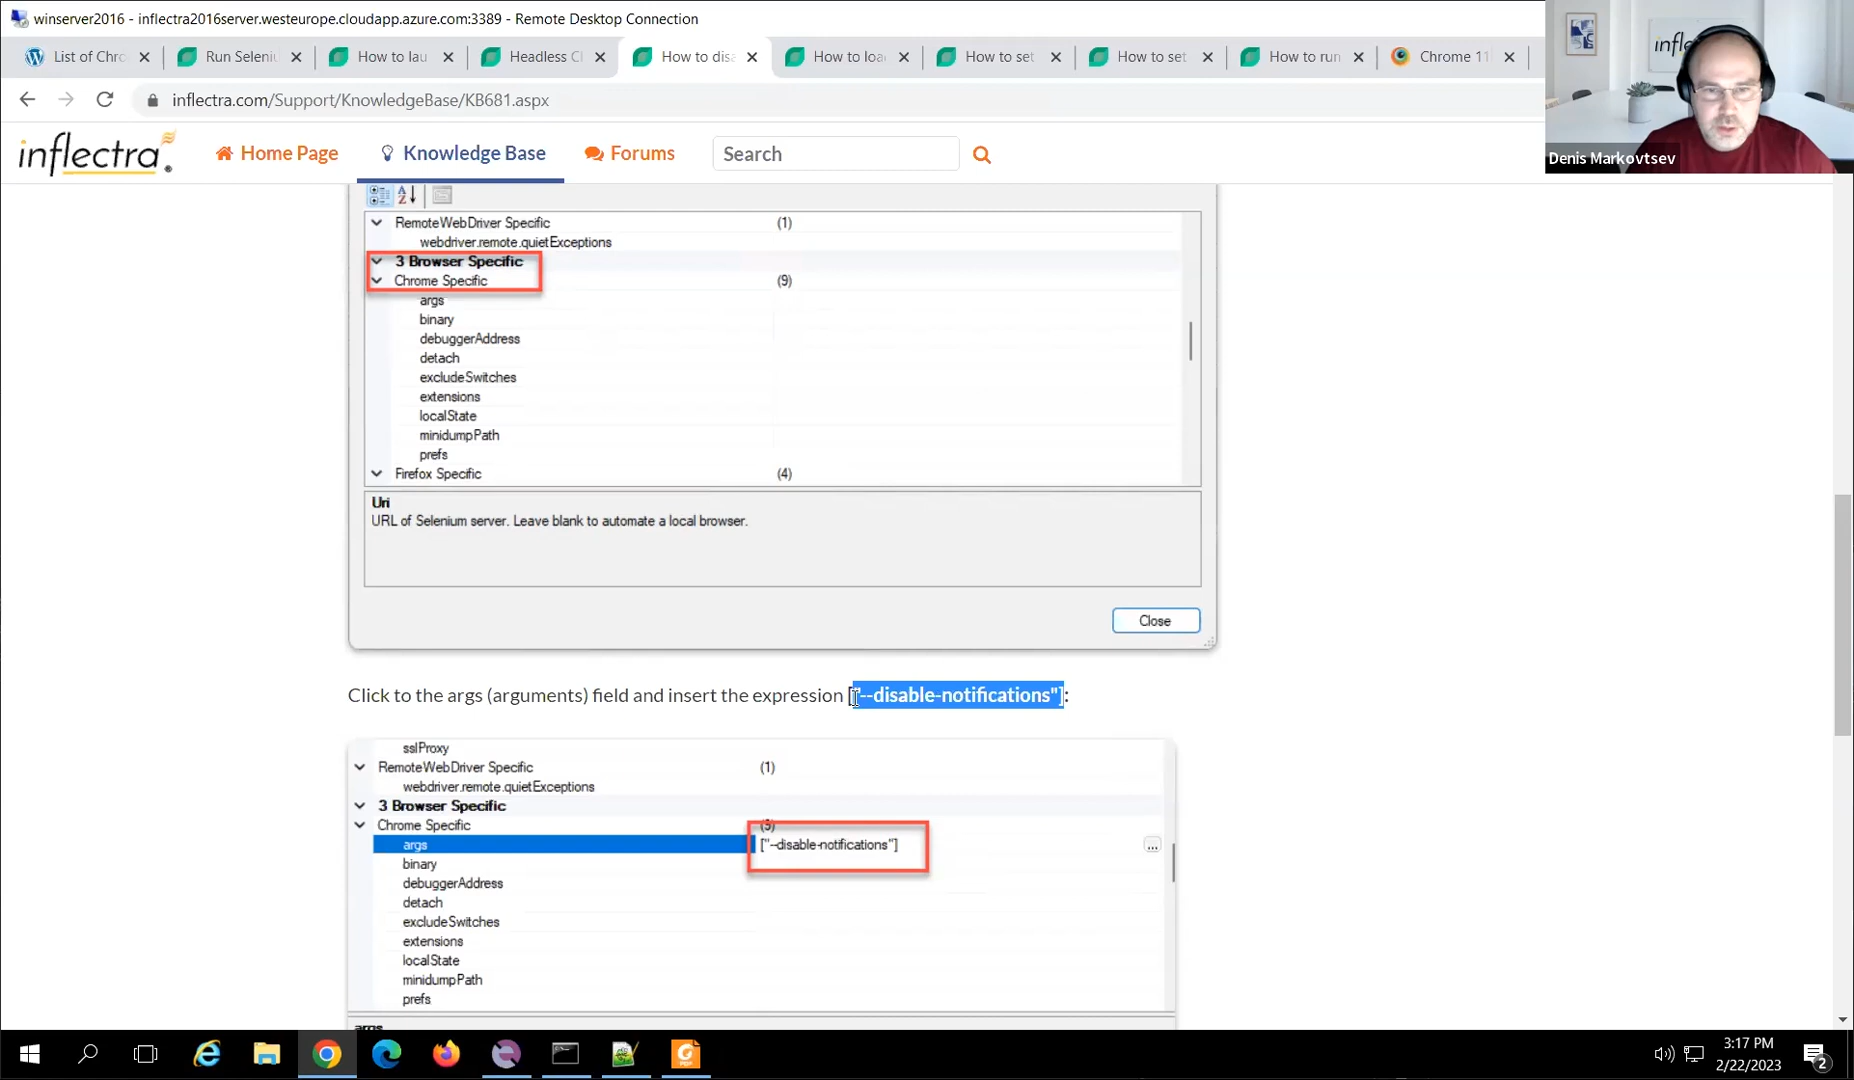 winserver2016 - inflectra2016server.westeurope.cloudapp.azure.com:3389 - Remote Desktop Connection
List of Chro
Run Seleniu
How to lau
Headless Cl
How to disa
How to loa
How to set
How to set
How to run
Chrome 11
inflectra.com/Support/KnowledgeBase/KB681.aspx
Denis Markovtsev
inflectra.
Home Page
Knowledge Base
Forums
Search
RemoteWebDriver Specific (1)
webdriver.remote.quietExceptions
3 Browser Specific
Chrome Specific (9)
args
binary
debuggerAddress
detach
excludeSwitches
extensions
localState
minidumpPath
prefs
Firefox Specific (4)
Uri
URL of Selenium server. Leave blank to automate a local browser.
Close
Click to the args (arguments) field and insert the expression ["--disable-notifications"]:
sslProxy
RemoteWebDriver Specific (1)
webdriver.remote.quietExceptions
3 Browser Specific
Chrome Specific (9)
args ["--disable-notifications"] ...
binary
debuggerAddress
detach
excludeSwitches
extensions
localState
minidumpPath
prefs
args
3:17 PM
2/22/2023
2